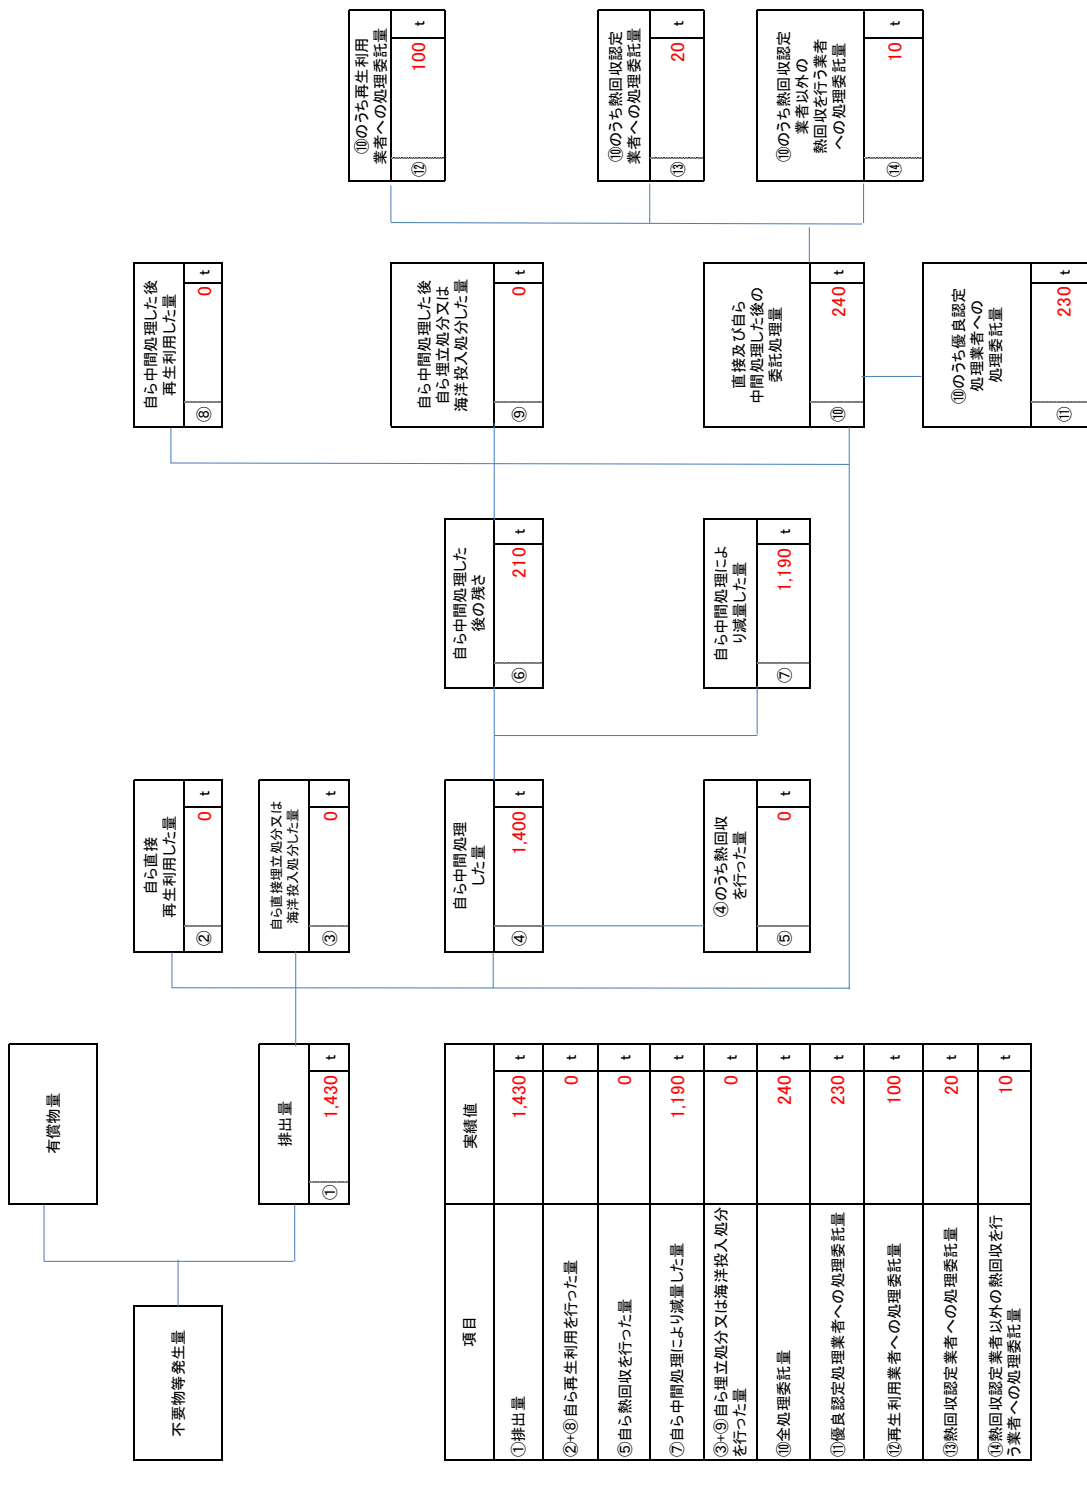 不要物等発生量
有償物量
排出量
① 1,430 t
自ら直接
再生利用した量
② 0 t
自ら直接埋立処分又は
海洋投入処分した量
③ 0 t
自ら中間処理
した量
④ 1,400 t
④のうち熱回収
を行った量
⑤ 0 t
自ら中間処理した
後の残さ
⑥ 210 t
自ら中間処理によ
り減量した量
⑦ 1,190 t
自ら中間処理した後
再生利用した量
⑧ 0 t
自ら中間処理した後
自ら埋立処分又は
海洋投入処分した量
⑨ 0 t
直接及び自ら
中間処理した後の
委託処理量
⑩ 240 t
⑩のうち優良認定
処理業者への
処理委託量
⑪ 230 t
⑩のうち再生利用
業者への処理委託量
⑫ 100 t
⑩のうち熱回収認定
業者への処理委託量
⑬ 20 t
⑩のうち熱回収認定
業者以外の
熱回収を行う業者
への処理委託量
⑭ 10 t
項目 実績値
①排出量 1,430 t
②+⑧自ら再生利用を行った量 0 t
⑤自ら熱回収を行った量 0 t
⑦自ら中間処理により減量した量 1,190 t
③+⑨自ら埋立処分又は海洋投入処分
を行った量 0 t
⑩全処理委託量 240 t
⑪優良認定処理業者への処理委託量 230 t
⑫再生利用業者への処理委託量 100 t
⑬熱回収認定業者への処理委託量 20 t
⑭熱回収認定業者以外の熱回収を行
う業者への処理委託量 10 t